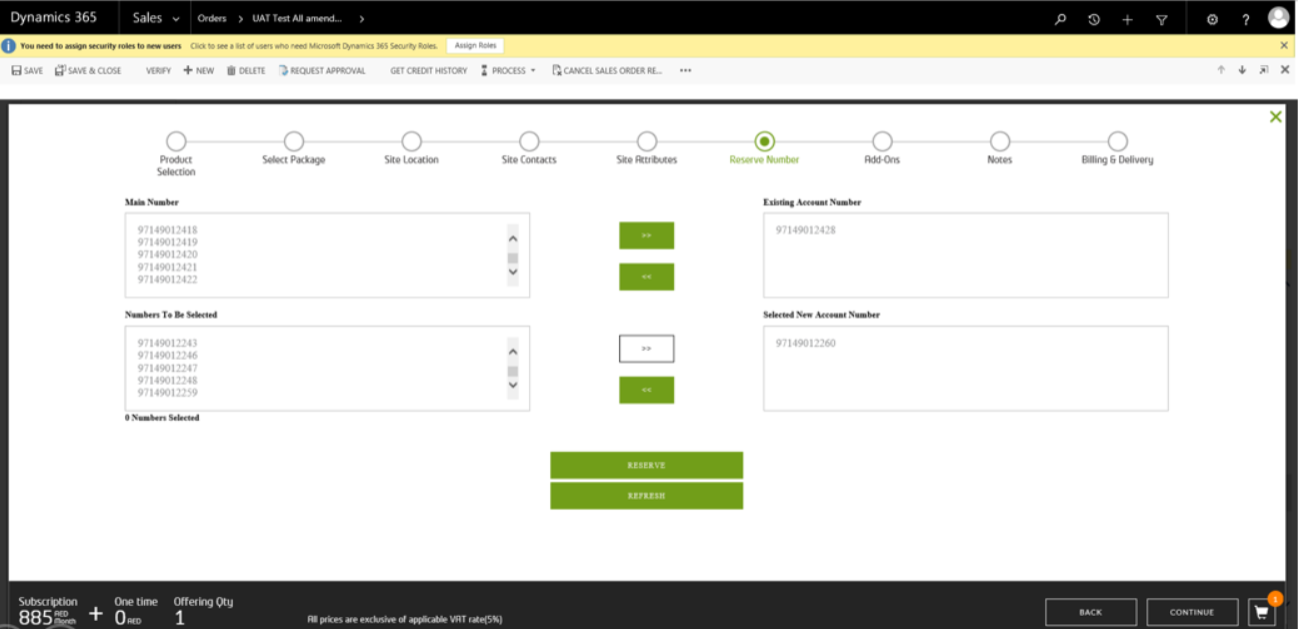 Dynamics 365 Sales Orders > UAT Test All amend... > ?
You need to assign security roles to new users Click to see a list of users who need Microsoft Dynamics 365 Security Roles. Assign Roles
SAVE SAVE & CLOSE VERIFY NEW DELETE REQUEST APPROVAL GET CREDIT HISTORY PROCESS CANCEL SALES ORDER RE... •••
Product Selection
Select Package
Site Location
Site Contacts
Site Attributes
Reserve Number
Add-Ons
Notes
Billing & Delivery
Main Number
97149012418
97149012419
97149012420
97149012421
97149012422
>>
<<
Existing Account Number
97149012428
Numbers To Be Selected
97149012243
97149012246
97149012247
97149012248
97149012259
0 Numbers Selected
>>
<<
Selected New Account Number
97149012260
RESERVE
REFRESH
Subscription
885 AED Month
+
One time
0 AED
Offering Qty
1
All prices are exclusive of applicable VAT rate(5%)
BACK
CONTINUE
1